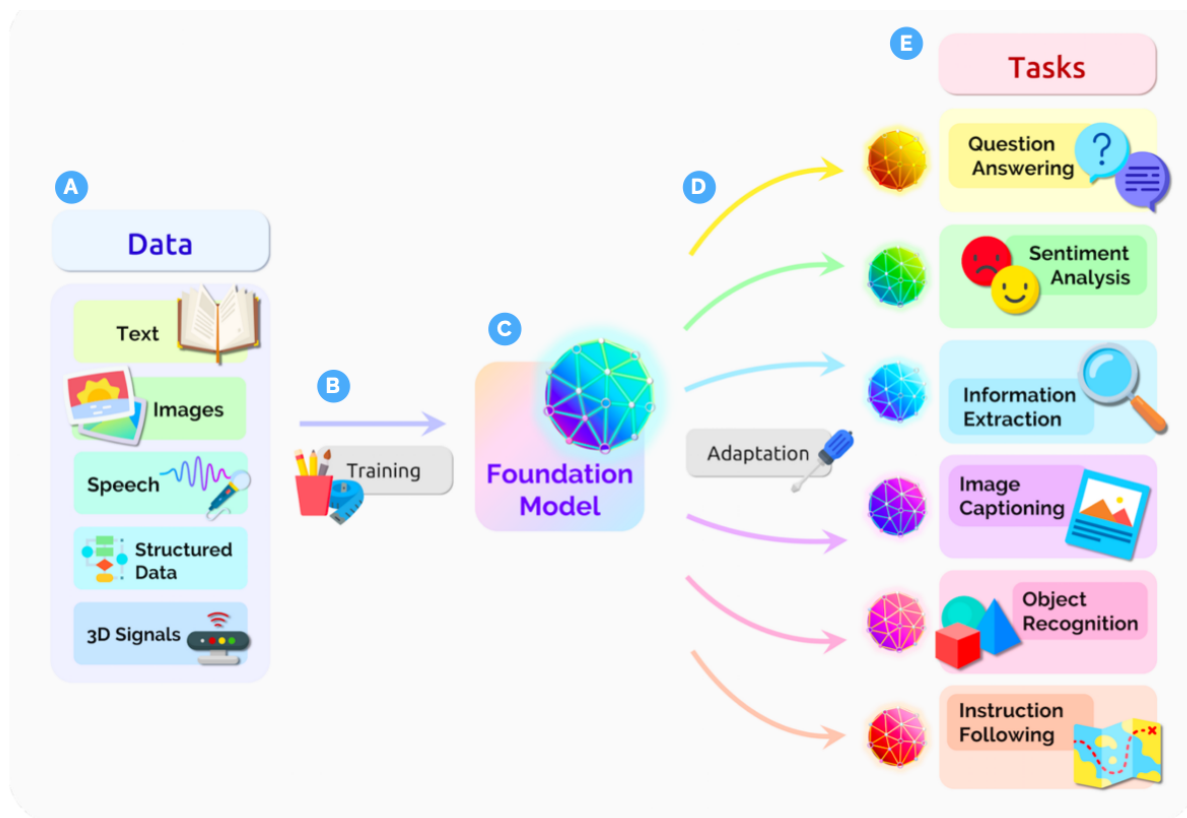 A
Data
Text
Images
Speech
Structured
Data
3D Signals
B
Training
C
Foundation
Model
D
Adaptation
E
Tasks
Question
Answering
?
Sentiment
Analysis
Information
Extraction
Image
Captioning
Object
Recognition
Instruction
Following